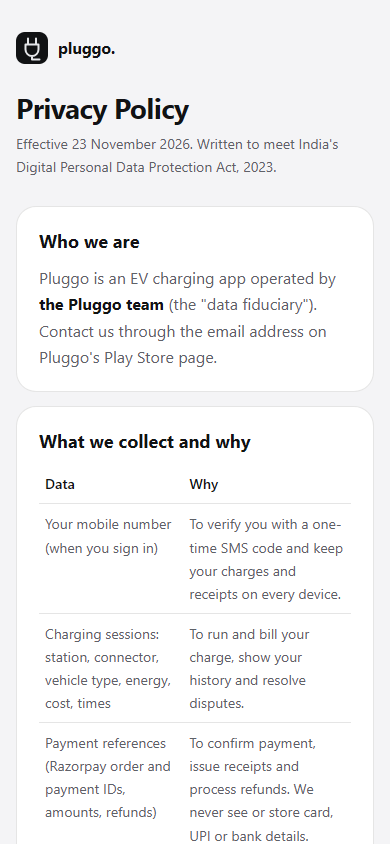 pluggo.
Privacy Policy
Effective 23 November 2026. Written to meet India's
Digital Personal Data Protection Act, 2023.
Who we are
Pluggo is an EV charging app operated by
the Pluggo team (the "data fiduciary").
Contact us through the email address on
Pluggo's Play Store page.
What we collect and why
Data Why
Your mobile number
(when you sign in)
To verify you with a one-
time SMS code and keep
your charges and
receipts on every device.
Charging sessions:
station, connector,
vehicle type, energy,
cost, times
To run and bill your
charge, show your
history and resolve
disputes.
Payment references
(Razorpay order and
payment IDs,
amounts, refunds)
To confirm payment,
issue receipts and
process refunds. We
never see or store card,
UPI or bank details.